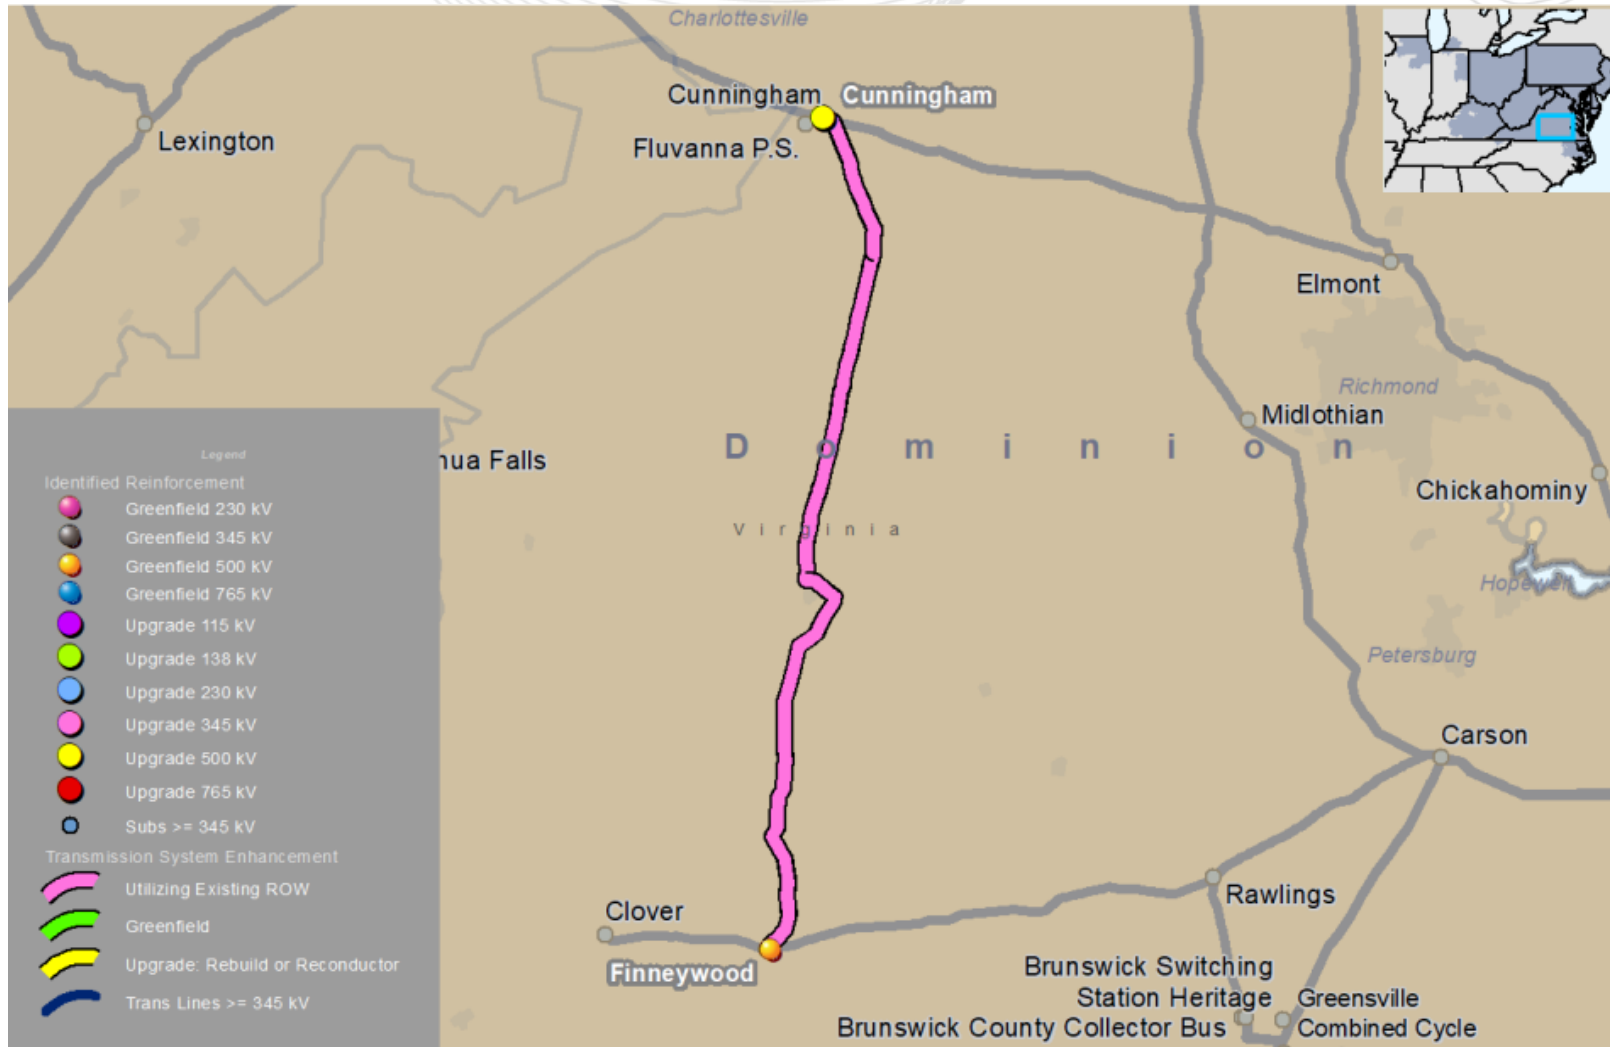 Charlottesville
Cunningham
Cunningham
Lexington
Fluvanna P.S.
Elmont
Richmond
Midlothian
Dominion
hua Falls
Chickahominy
Virginia
Hopewell
Petersburg
Carson
Rawlings
Clover
Finneywood
Brunswick Switching
Station Heritage
Brunswick County Collector Bus
Greensville
Combined Cycle
Legend
Identified Reinforcement
Greenfield 230 kV
Greenfield 345 kV
Greenfield 500 kV
Greenfield 765 kV
Upgrade 115 kV
Upgrade 138 kV
Upgrade 230 kV
Upgrade 345 kV
Upgrade 500 kV
Upgrade 765 kV
Subs >= 345 kV
Transmission System Enhancement
Utilizing Existing ROW
Greenfield
Upgrade: Rebuild or Reconductor
Trans Lines >= 345 kV